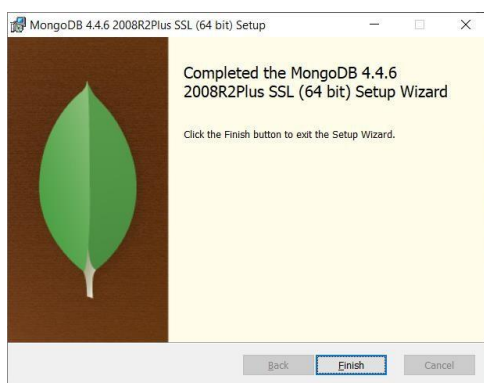 MongoDB 4.4.6 2008R2Plus SSL (64 bit) Setup
Completed the MongoDB 4.4.6
2008R2Plus SSL (64 bit) Setup Wizard
Click the Finish button to exit the Setup Wizard.
Back Finish Cancel